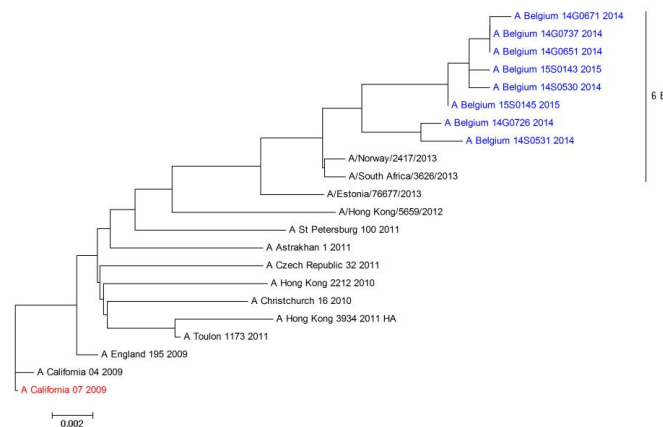 A Belgium 14G0671 2014
A Belgium 14G0737 2014
A Belgium 14G0651 2014
A Belgium 15S0143 2015
A Belgium 14S0530 2014
A Belgium 15S0145 2015
A Belgium 14G0726 2014
A Belgium 14S0531 2014
6 B
A/Norway/2417/2013
A/South Africa/3626/2013
A/Estonia/76677/2013
A/Hong Kong/5659/2012
A St Petersburg 100 2011
A Astrakhan 1 2011
A Czech Republic 32 2011
A Hong Kong 2212 2010
A Christchurch 16 2010
A Hong Kong 3934 2011 HA
A Toulon 1173 2011
A England 195 2009
A California 04 2009
A California 07 2009
0.002